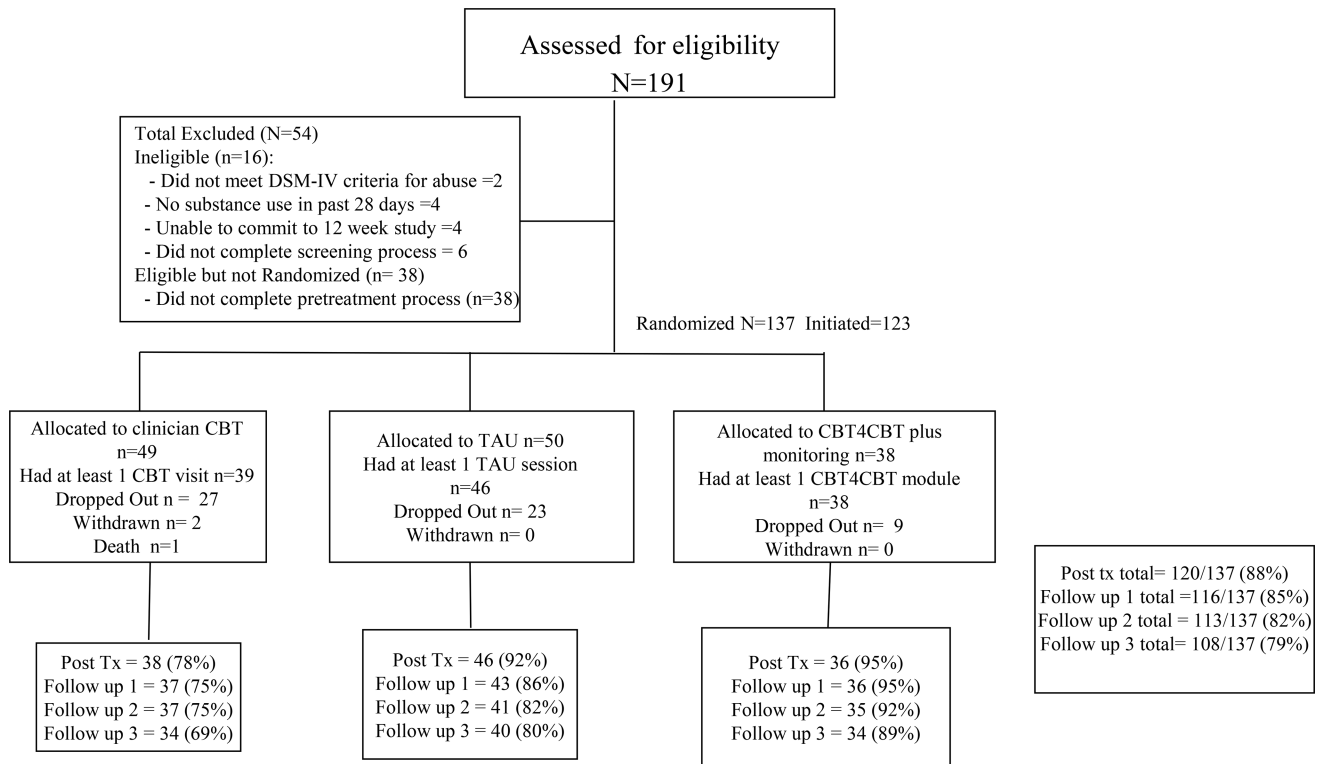 Assessed for eligibility
N=191
Total Excluded (N=54)
Ineligible (n=16):
- Did not meet DSM-IV criteria for abuse =2
- No substance use in past 28 days =4
- Unable to commit to 12 week study =4
- Did not complete screening process = 6
Eligible but not Randomized (n= 38)
- Did not complete pretreatment process (n=38)
Randomized N=137 Initiated=123
Allocated to clinician CBT
n=49
Had at least 1 CBT visit n=39
Dropped Out n = 27
Withdrawn n= 2
Death n=1
Allocated to TAU n=50
Had at least 1 TAU session
n=46
Dropped Out n= 23
Withdrawn n= 0
Allocated to CBT4CBT plus
monitoring n=38
Had at least 1 CBT4CBT module
n=38
Dropped Out n= 9
Withdrawn n= 0
Post tx total= 120/137 (88%)
Follow up 1 total =116/137 (85%)
Follow up 2 total = 113/137 (82%)
Follow up 3 total= 108/137 (79%)
Post Tx = 38 (78%)
Follow up 1 = 37 (75%)
Follow up 2 = 37 (75%)
Follow up 3 = 34 (69%)
Post Tx = 46 (92%)
Follow up 1 = 43 (86%)
Follow up 2 = 41 (82%)
Follow up 3 = 40 (80%)
Post Tx = 36 (95%)
Follow up 1 = 36 (95%)
Follow up 2 = 35 (92%)
Follow up 3 = 34 (89%)